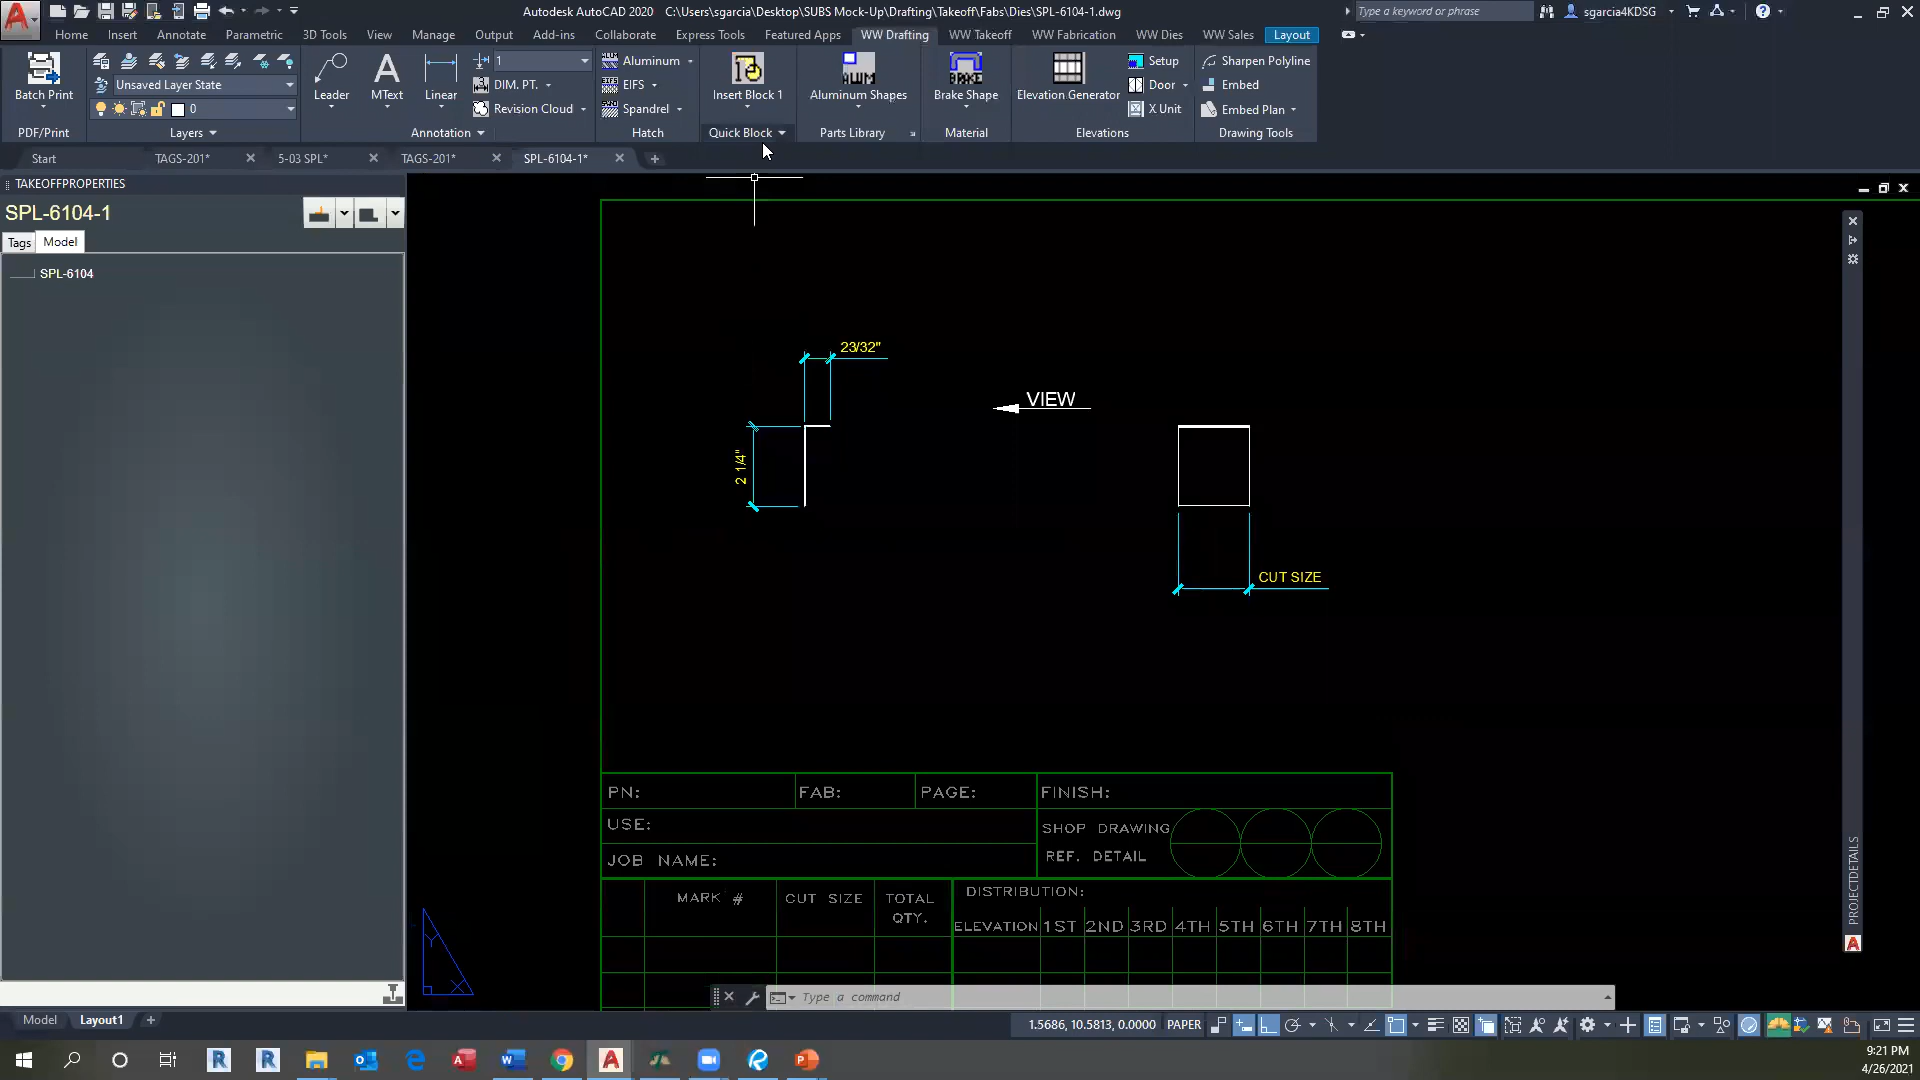 Autodesk AutoCAD 2020 C:\Users\sgarcia\Desktop\SUBS Mock-Up\Drafting\Takeoff\Fabs\Dies\SPL-6104-1.dwg
Type a keyword or phrase
sgarcia4KDSG
Home Insert Annotate Parametric 3D Tools View Manage Output Add-ins Collaborate Express Tools Featured Apps WW Drafting WW Takeoff WW Fabrication WW Dies WW Sales Layout
Batch Print
Unsaved Layer State
0
Leader
MText
Linear
1
DIM. PT.
Revision Cloud
Aluminum
EIFS
Spandrel
Insert Block 1
Aluminum Shapes
Brake Shape
Elevation Generator
Setup
Door
X Unit
Sharpen Polyline
Embed
Embed Plan
PDF/Print Layers Annotation Hatch Quick Block Parts Library Material Elevations Drawing Tools
Start TAGS-201* 5-03 SPL* TAGS-201* SPL-6104-1*
TAKEOFFPROPERTIES
SPL-6104-1
Tags Model
SPL-6104
23/32"
2 1/4"
VIEW
CUT SIZE
PN: FAB: PAGE: FINISH:
USE:
SHOP DRAWING
REF. DETAIL
JOB NAME:
MARK # CUT SIZE TOTAL
QTY.
DISTRIBUTION:
ELEVATION 1ST 2ND 3RD 4TH 5TH 6TH 7TH 8TH
Y
X
PROJECTDETAILS
Type a command
Model Layout1
1.5686, 10.5813, 0.0000 PAPER
9:21 PM
4/26/2021